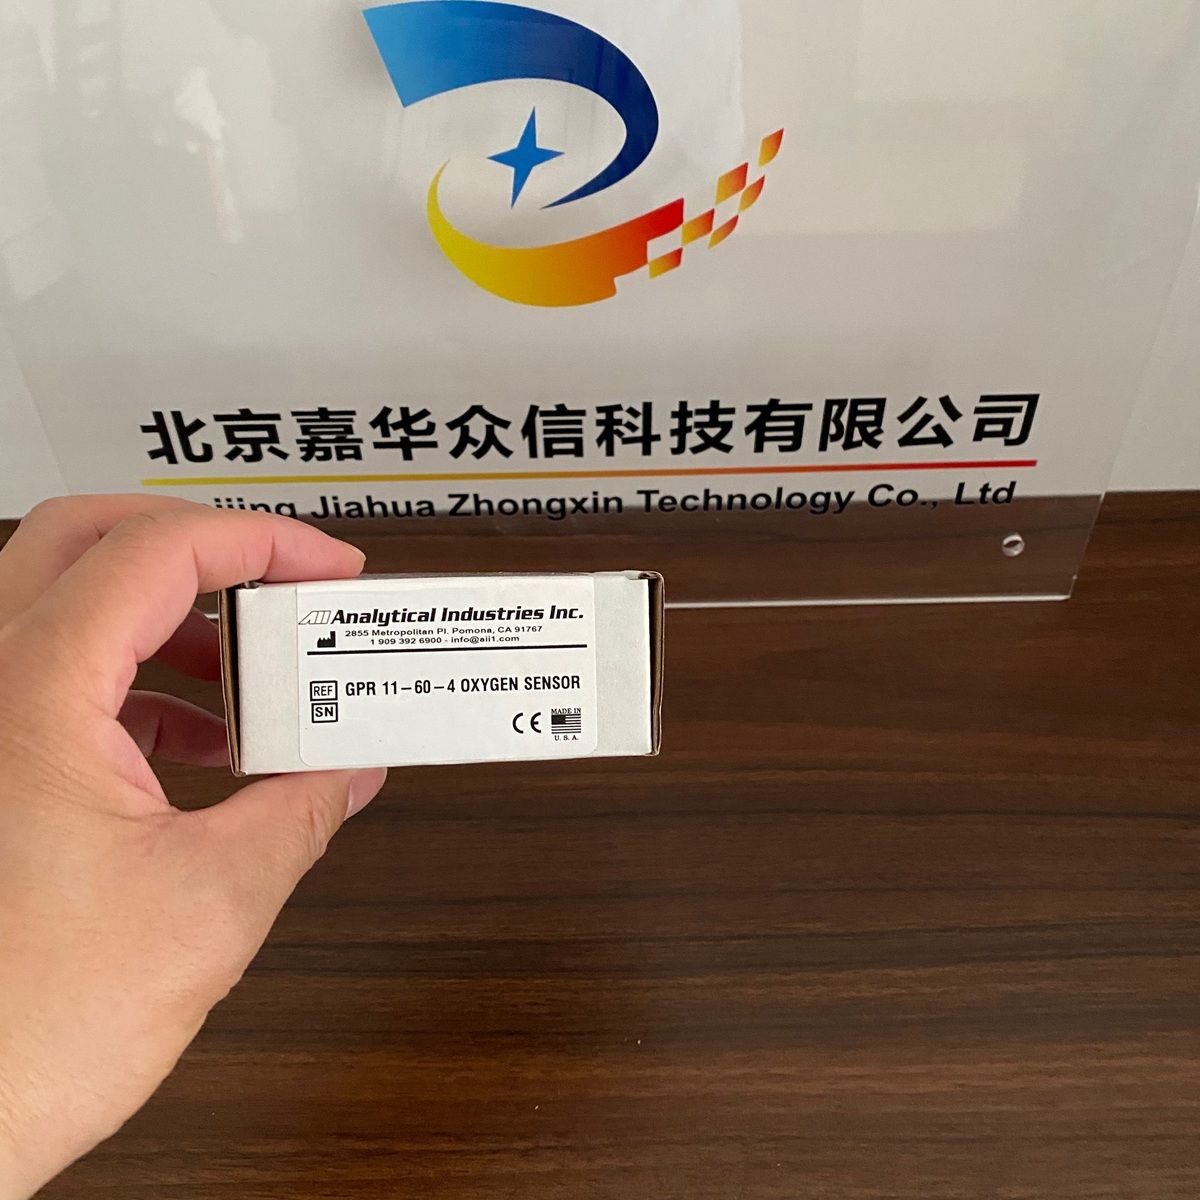 北京嘉华众信科技有限公司
Jiahua Zhongxin Technology Co., Ltd
AII Analytical Industries Inc.
2855 Metropolitan Pl. Pomona, CA 91767
1 909 392 6900 - info@aii1.com
REF GPR 11-60-4 OXYGEN SENSOR
SN
CE MADE IN
U.S.A.